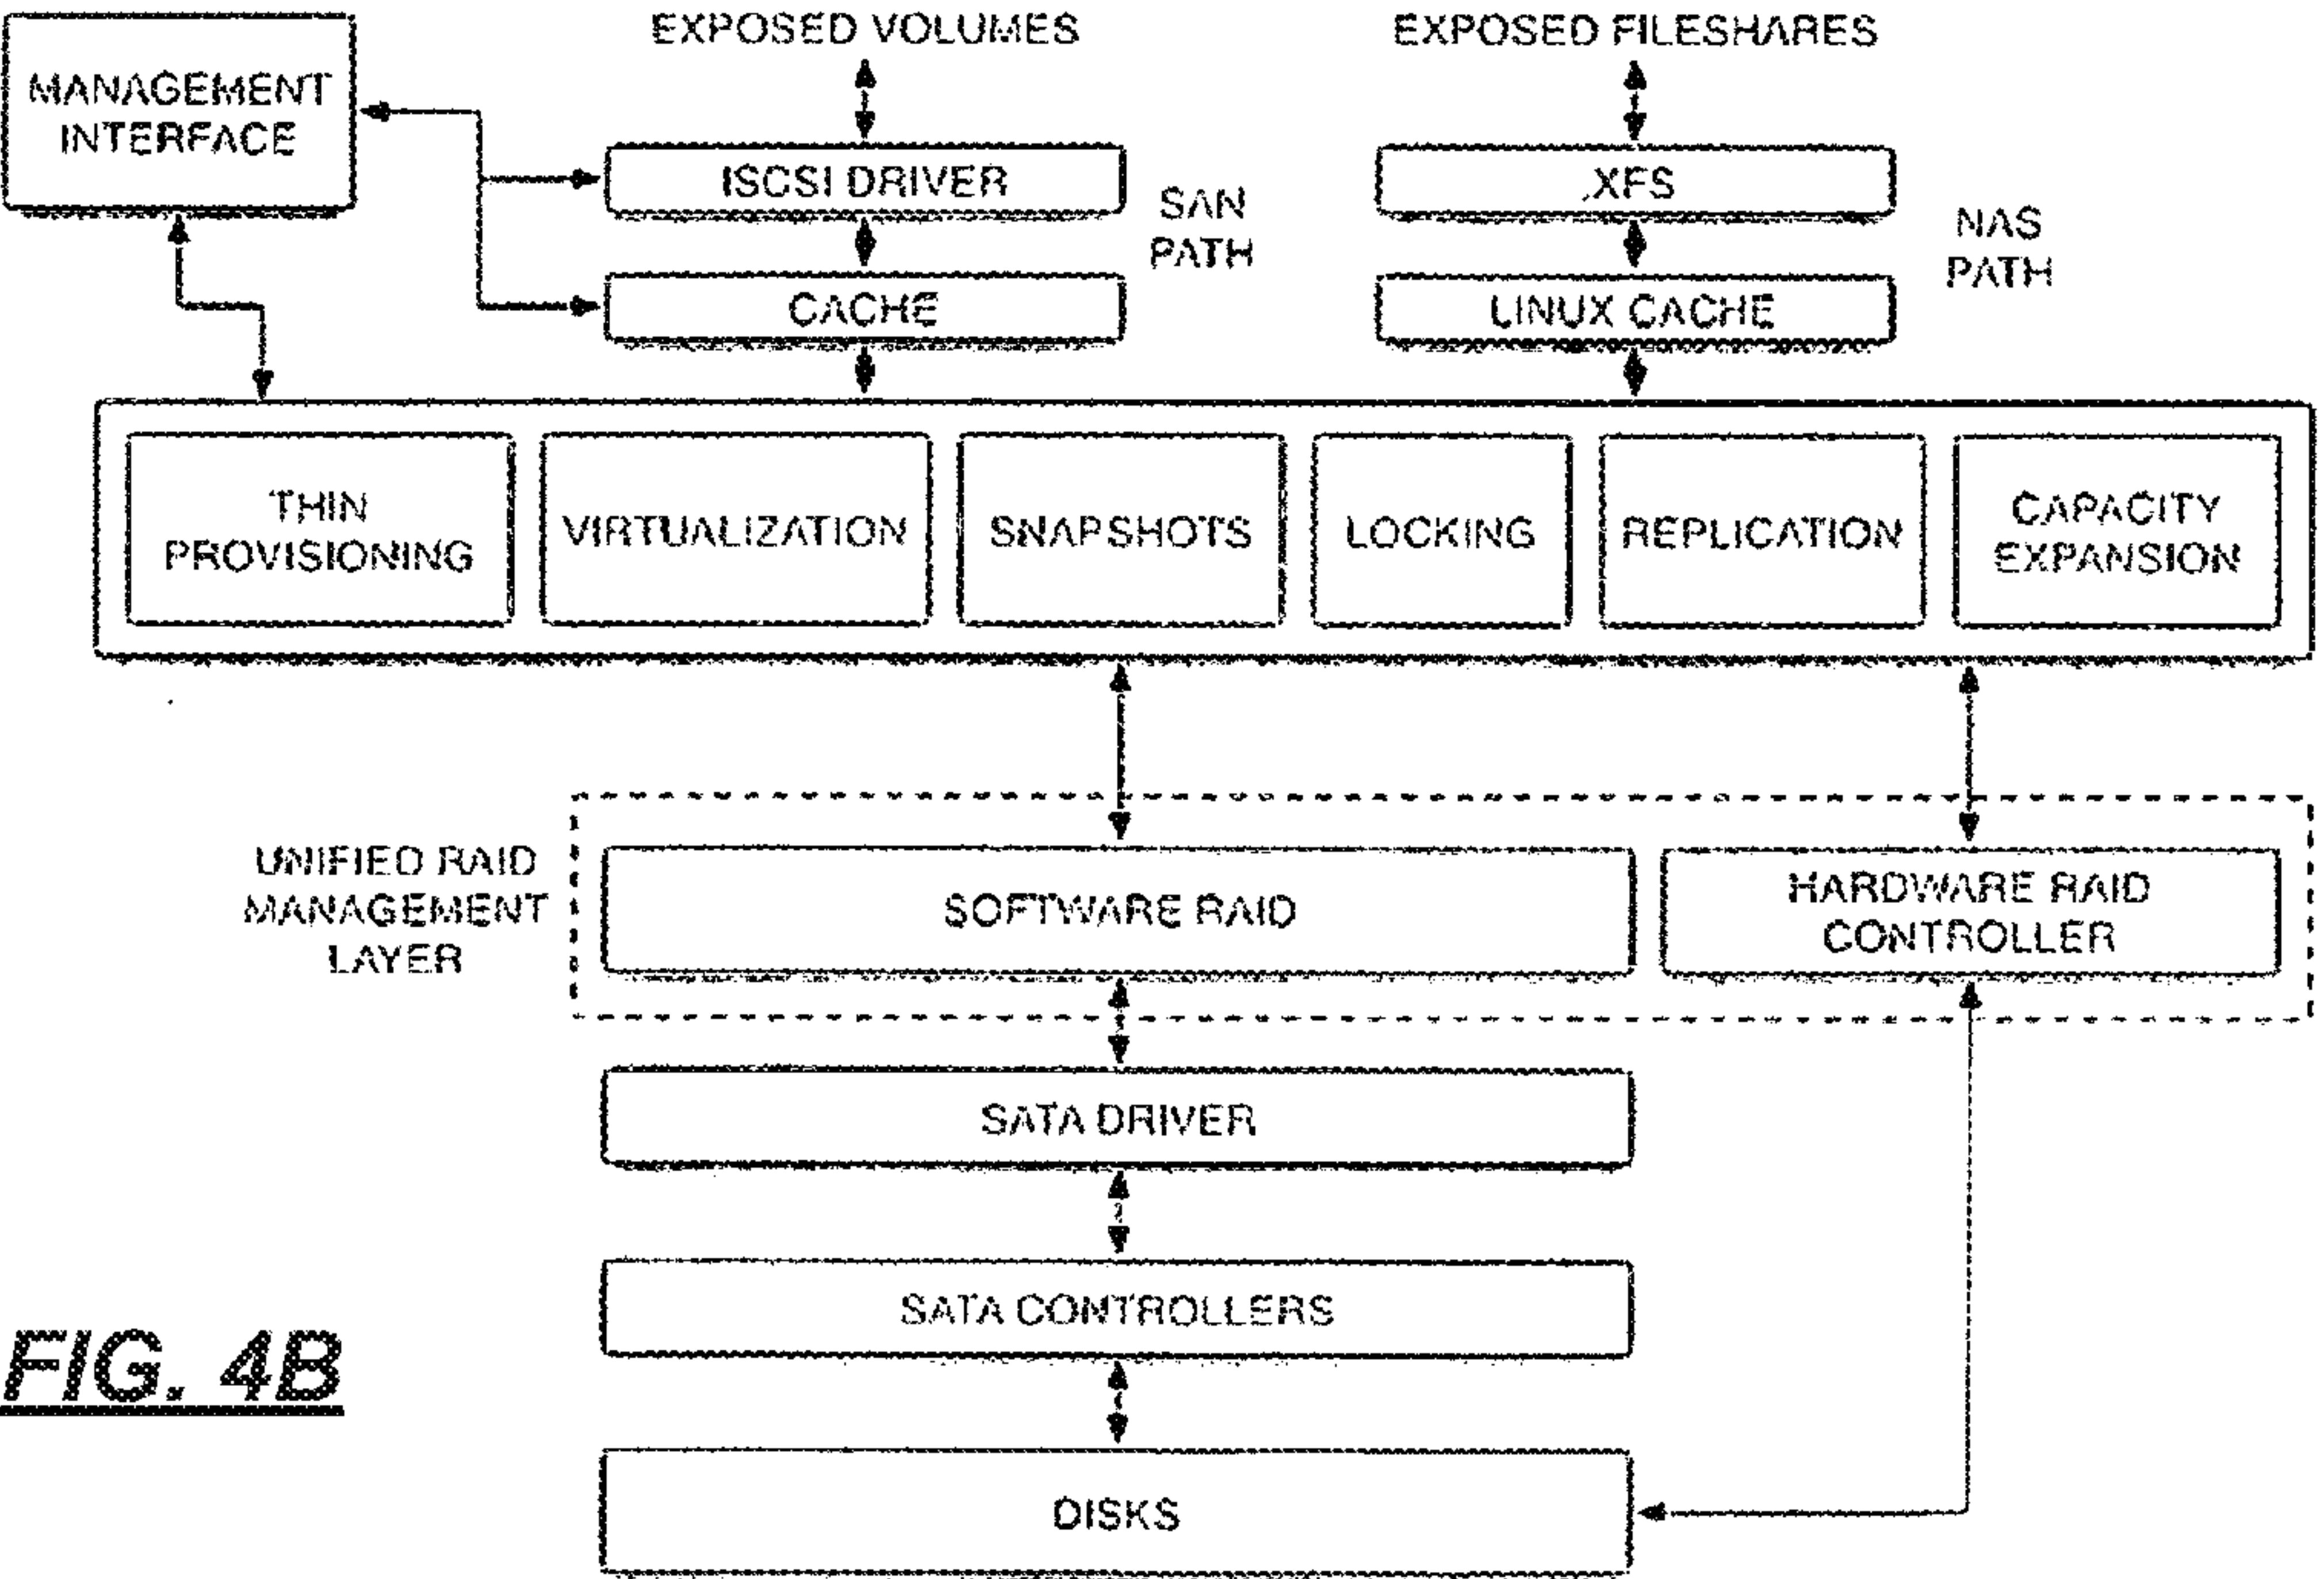 EXPOSED VOLUMES
EXPOSED FILESHARES
MANAGEMENT
INTERFACE
ISCSI DRIVER
XFS
SAN
PATH
NAS
PATH
CACHE
LINUX CACHE
THIN
PROVISIONING
VIRTUALIZATION
SNAPSHOTS
LOCKING
REPLICATION
CAPACITY
EXPANSION
UNIFIED RAID
MANAGEMENT
LAYER
SOFTWARE RAID
HARDWARE RAID
CONTROLLER
SATA DRIVER
SATA CONTROLLERS
FIG. 4B
DISKS